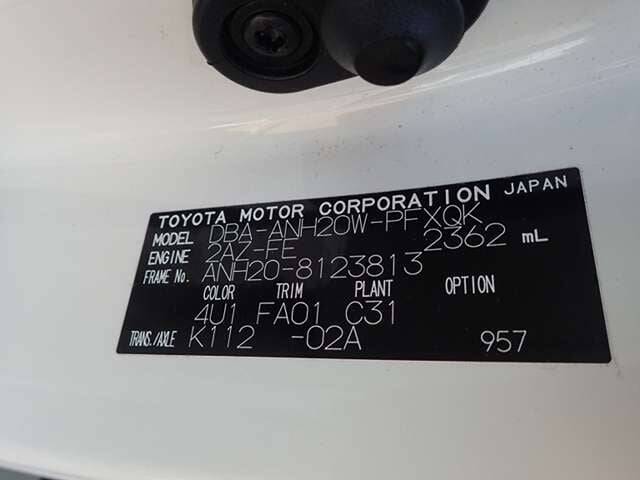 TOYOTA MOTOR CORPORATION JAPAN
MODEL DBA-ANH20W-PFXQK
ENGINE 2AZ-FE 2362 mL
FRAME No. ANH20-8123813
COLOR TRIM PLANT OPTION
4U1 FA01 C31
TRANS./AXLE K112 -02A 957